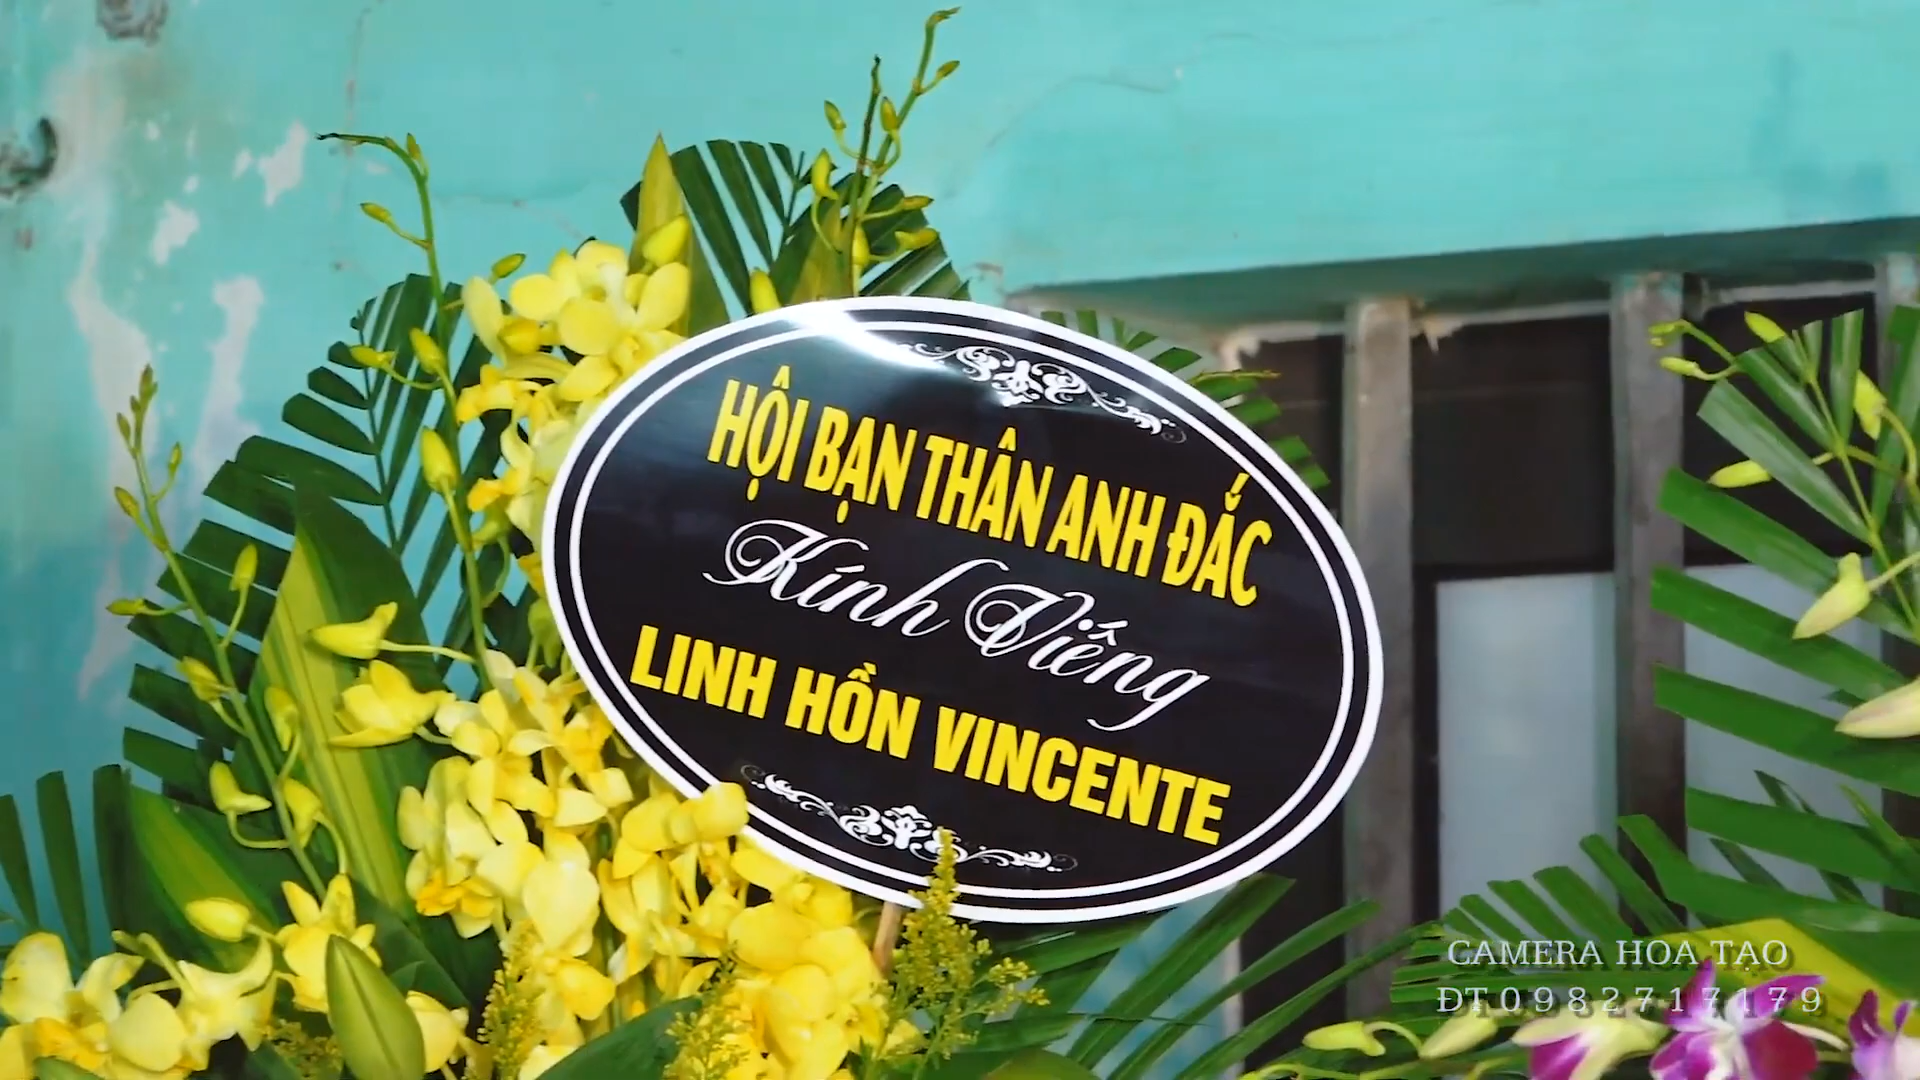 HỘI BẠN THÂN ANH ĐẮC
Kính Viếng
LINH HỒN VINCENTE
CAMERA HOA TẠO
ĐT 0982717179